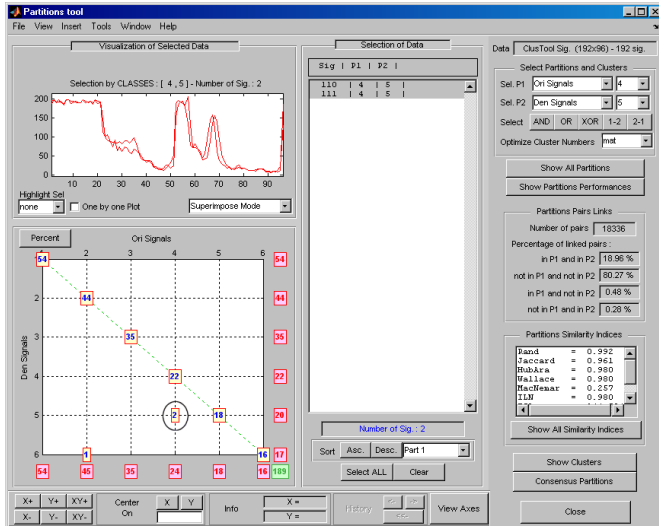 Partitions tool
File View Insert Tools Window Help
Visualization of Selected Data
Selection by CLASSES : [ 4 , 5 ] - Number of Sig. : 2
200
150
100
50
0
10 20 30 40 50 60 70 80 90
Highlight Sel
none
One by one Plot
Superimpose Mode
Percent
Ori Signals
1 2 3 4 5 6
54 54
2 44 44
3 35 35
Den Signals
4 22 22
5 2 18 20
6 1 16 17
54 45 35 24 18 16 189
Selection of Data
Sig | P1 | P2 |
110 | 4 | 5 |
111 | 4 | 5 |
Number of Sig. : 2
Sort Asc. Desc. Part 1
Select ALL Clear
Data ClusTool Sig. (192x96) - 192 sig.
Select Partitions and Clusters
Sel. P1 Ori Signals 4
Sel. P2 Den Signals 5
Select AND OR XOR 1-2 2-1
Optimize Cluster Numbers mat
Show All Partitions
Show Partitions Performances
Partitions Pairs Links
Number of pairs 18336
Percentage of linked pairs :
in P1 and in P2 18.96 %
not in P1 and not in P2 80.27 %
in P1 and not in P2 0.48 %
not in P1 and in P2 0.28 %
Partitions Similarity Indices
Rand = 0.992
Jaccard = 0.961
HubAra = 0.980
Wallace = 0.980
MacNemar = 0.257
ILN = 0.980
Show All Similarity Indices
Show Clusters
Consensus Partitions
Close
X+ Y+ XY+
X- Y- XY-
Center On X Y
Info X = Y =
History <- -> <<-
View Axes